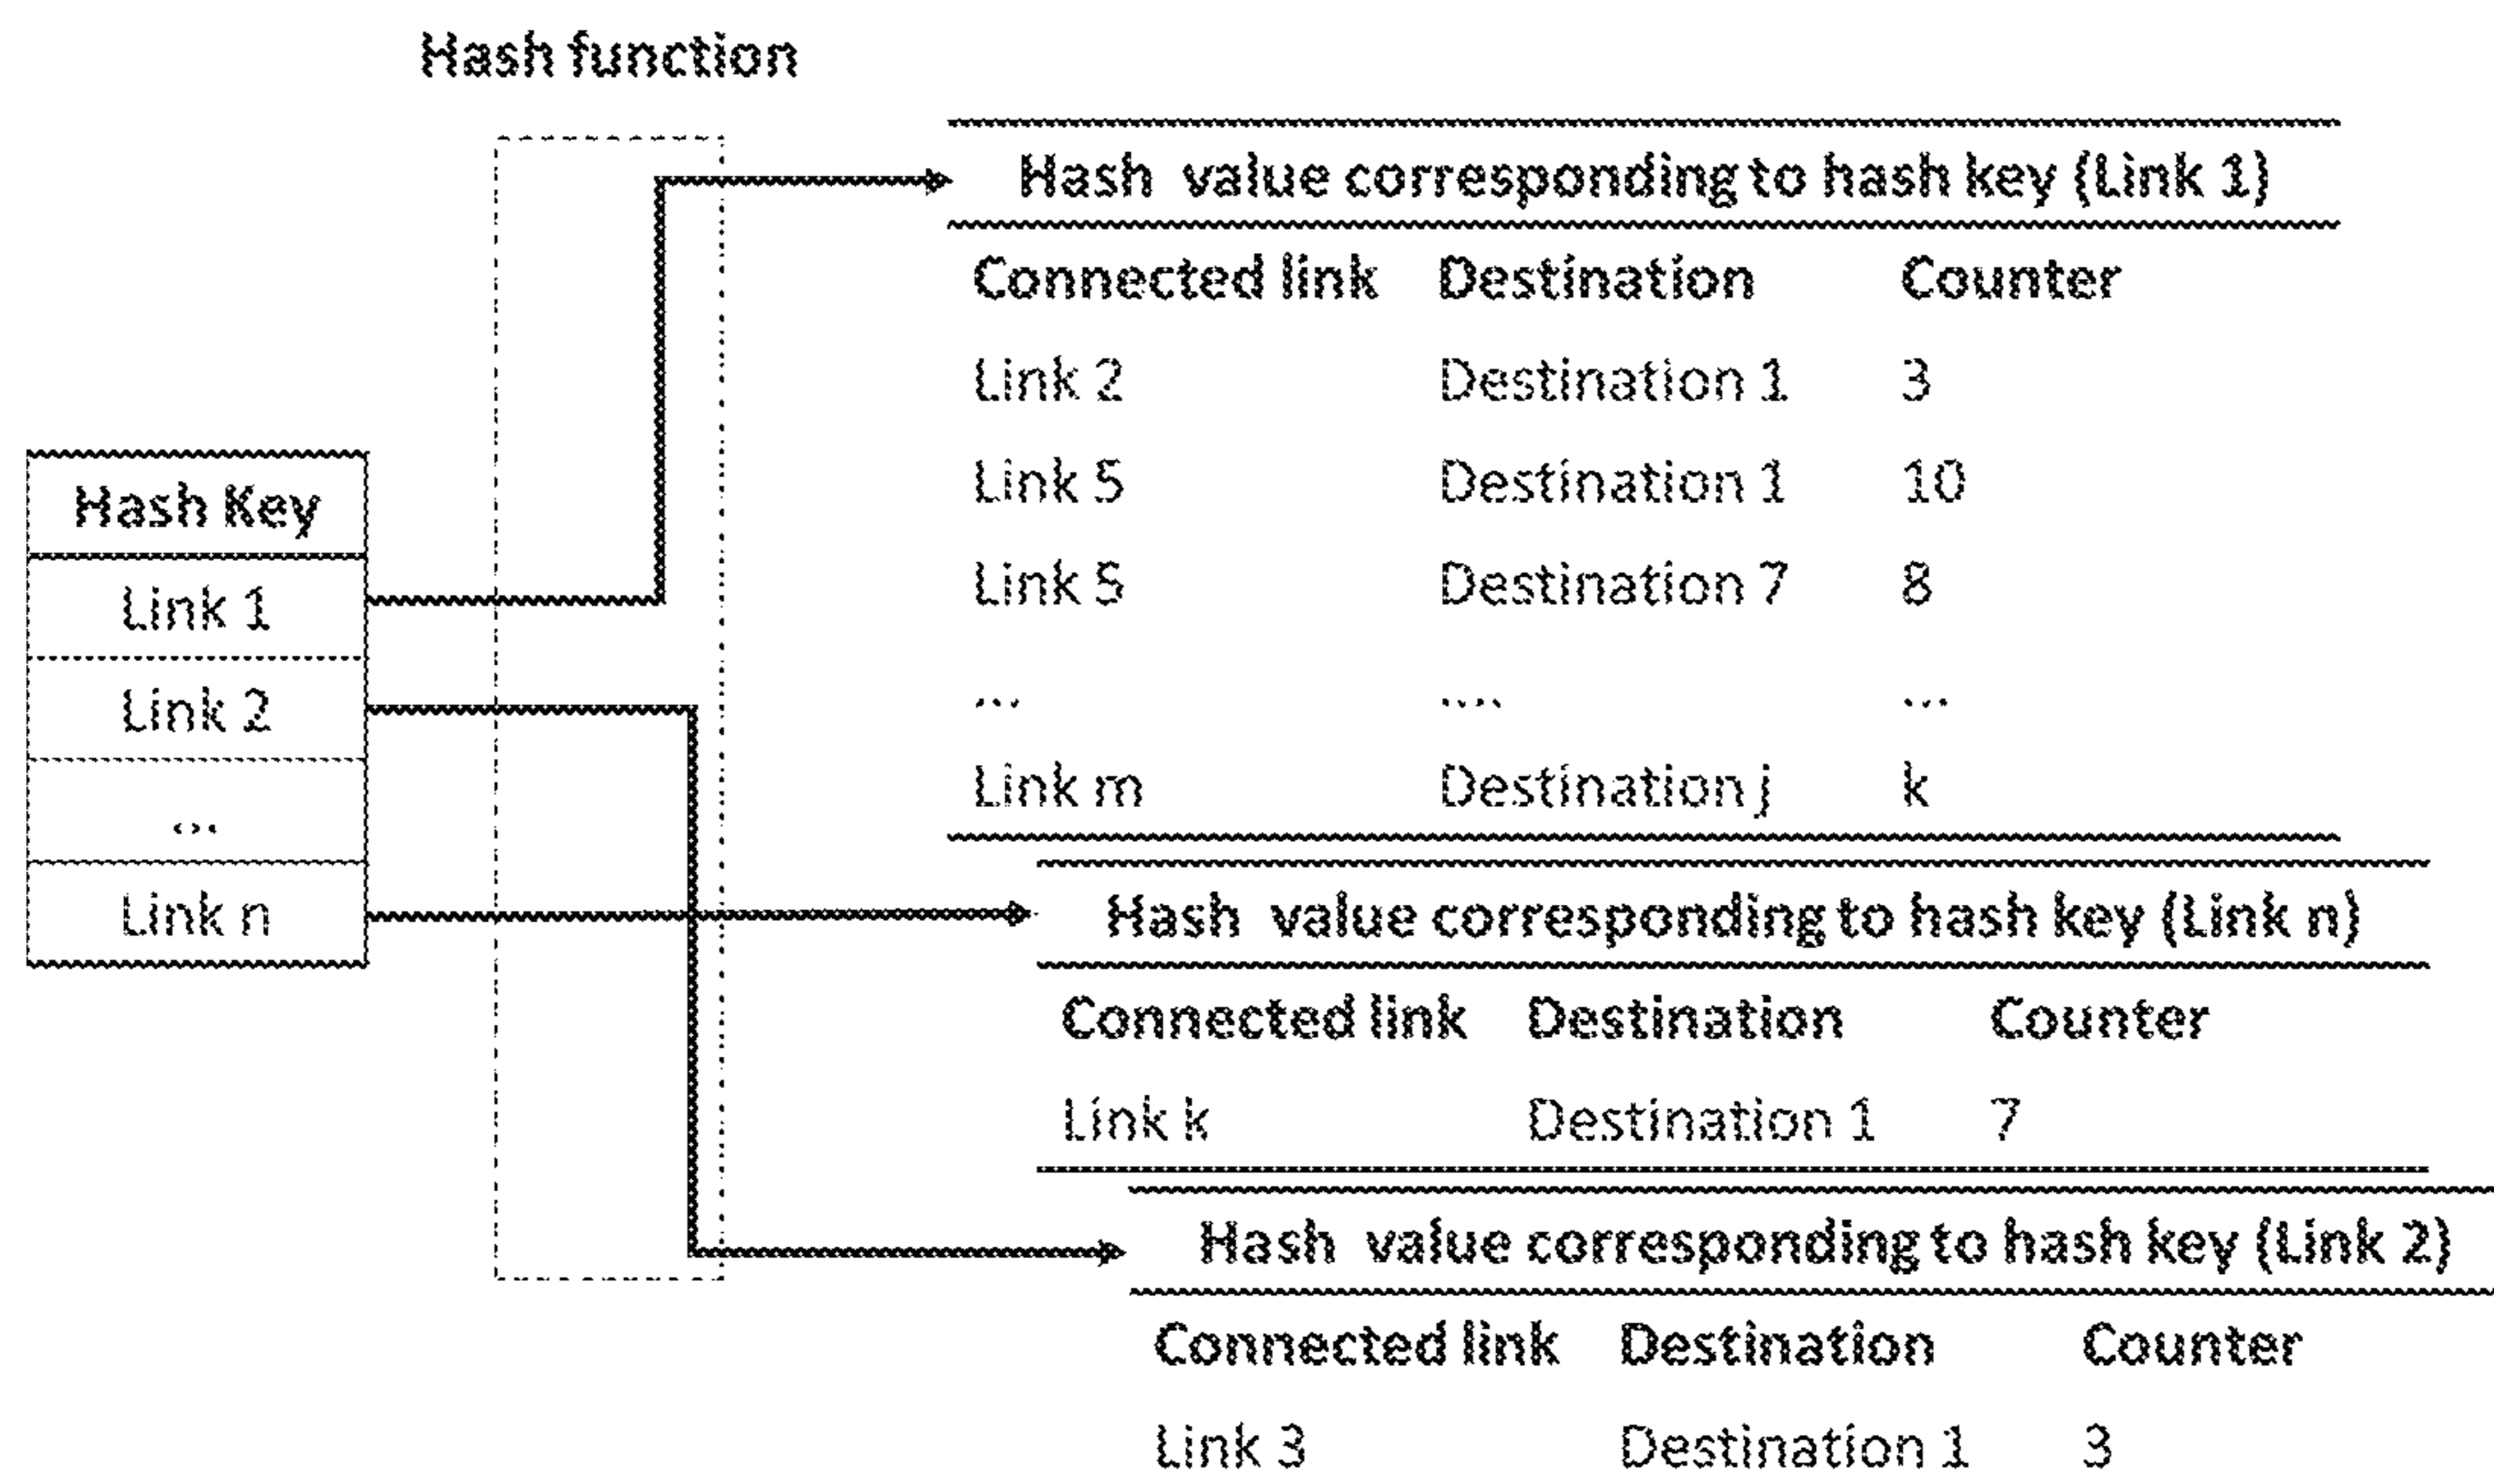 Hash function
Hash Key
Link 1
Link 2
...
Link n
Hash value corresponding to hash key (Link 1)
Connected link Destination Counter
Link 2 Destination 1 3
Link 5 Destination 1 10
Link 5 Destination 7 8
... .... ...
Link m Destination j k
Hash value corresponding to hash key (Link n)
Connected link Destination Counter
Link k Destination 1 7
Hash value corresponding to hash key (Link 2)
Connected link Destination Counter
Link 3 Destination 1 3